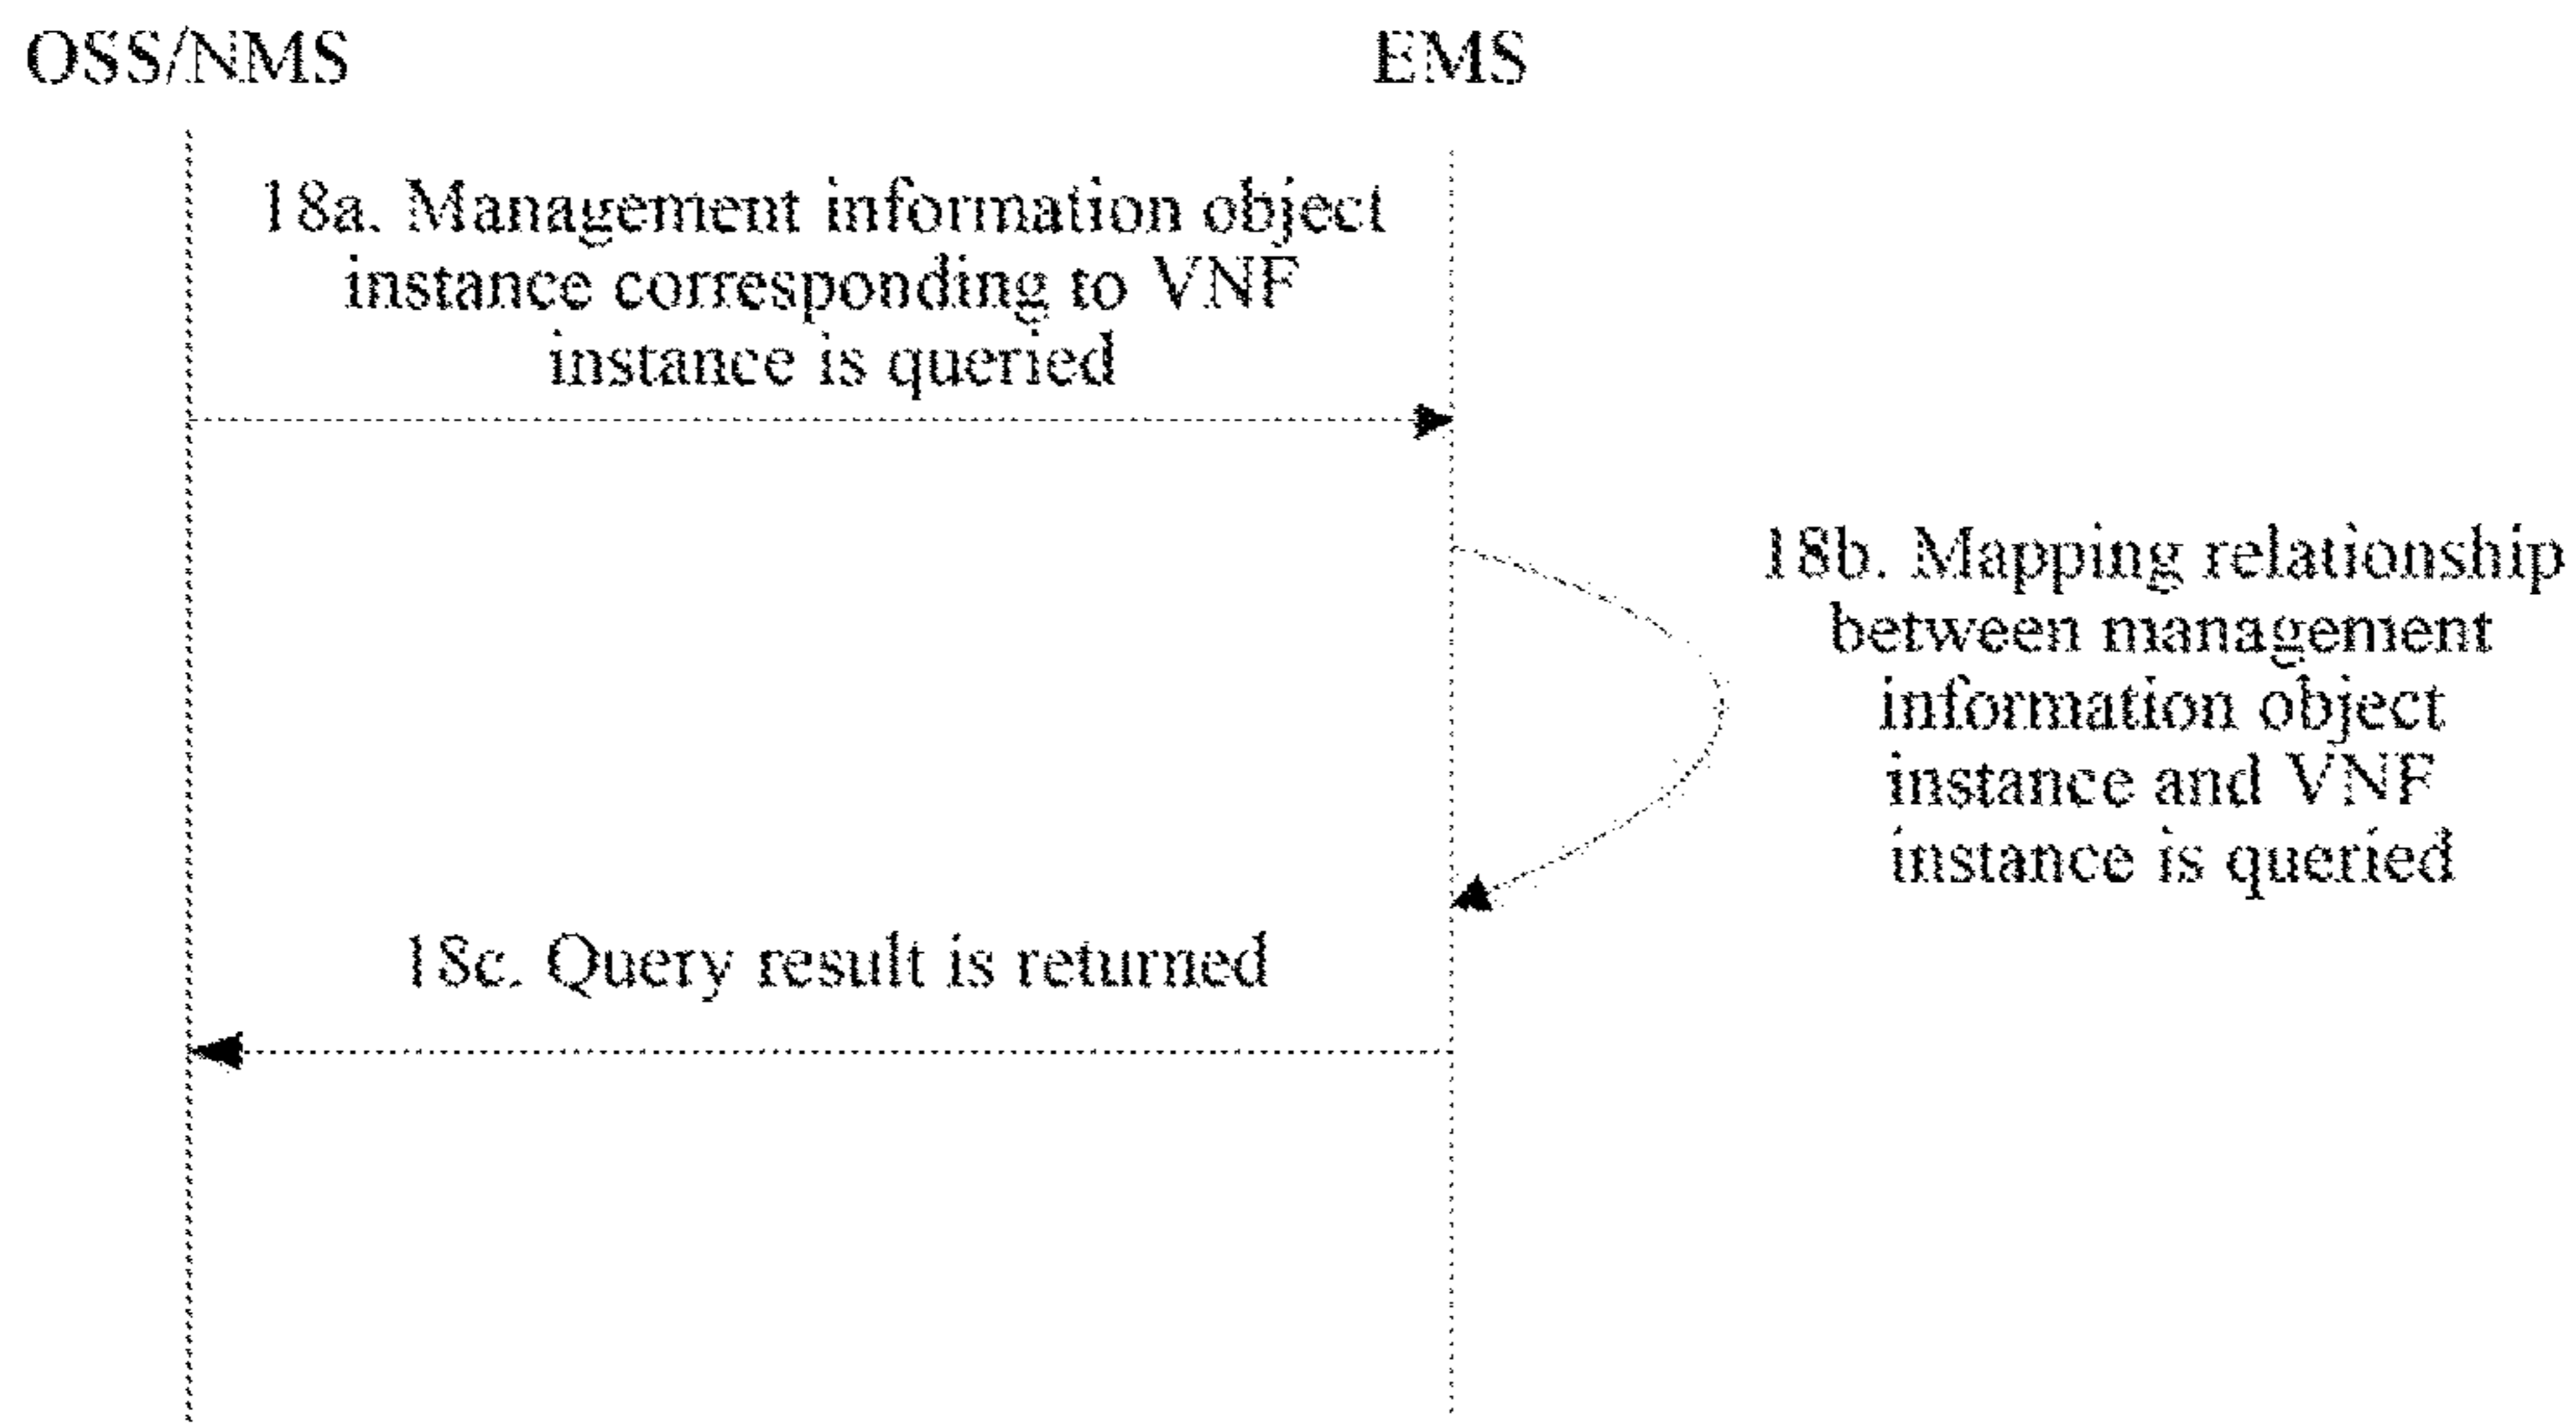 OSS/NMS
EMS
18a. Management information object
instance corresponding to VNF
instance is queried
18b. Mapping relationship
between management
information object
instance and VNF
instance is queried
18c. Query result is returned